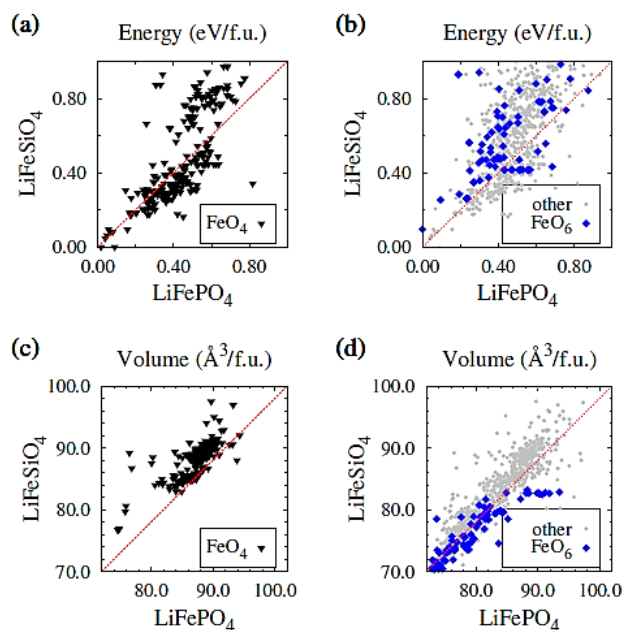 (a)
Energy (eV/f.u.)
LiFeSiO₄
0.80
0.40
0.00
FeO₄
0.00 0.40 0.80
LiFePO₄
(b)
Energy (eV/f.u.)
LiFeSiO₄
0.80
0.40
0.00
other
FeO₆
0.00 0.40 0.80
LiFePO₄
(c)
Volume (Å³/f.u.)
LiFeSiO₄
100.0
90.0
80.0
70.0
FeO₄
80.0 90.0 100.0
LiFePO₄
(d)
Volume (Å³/f.u.)
LiFeSiO₄
100.0
90.0
80.0
70.0
other
FeO₆
80.0 90.0 100.0
LiFePO₄